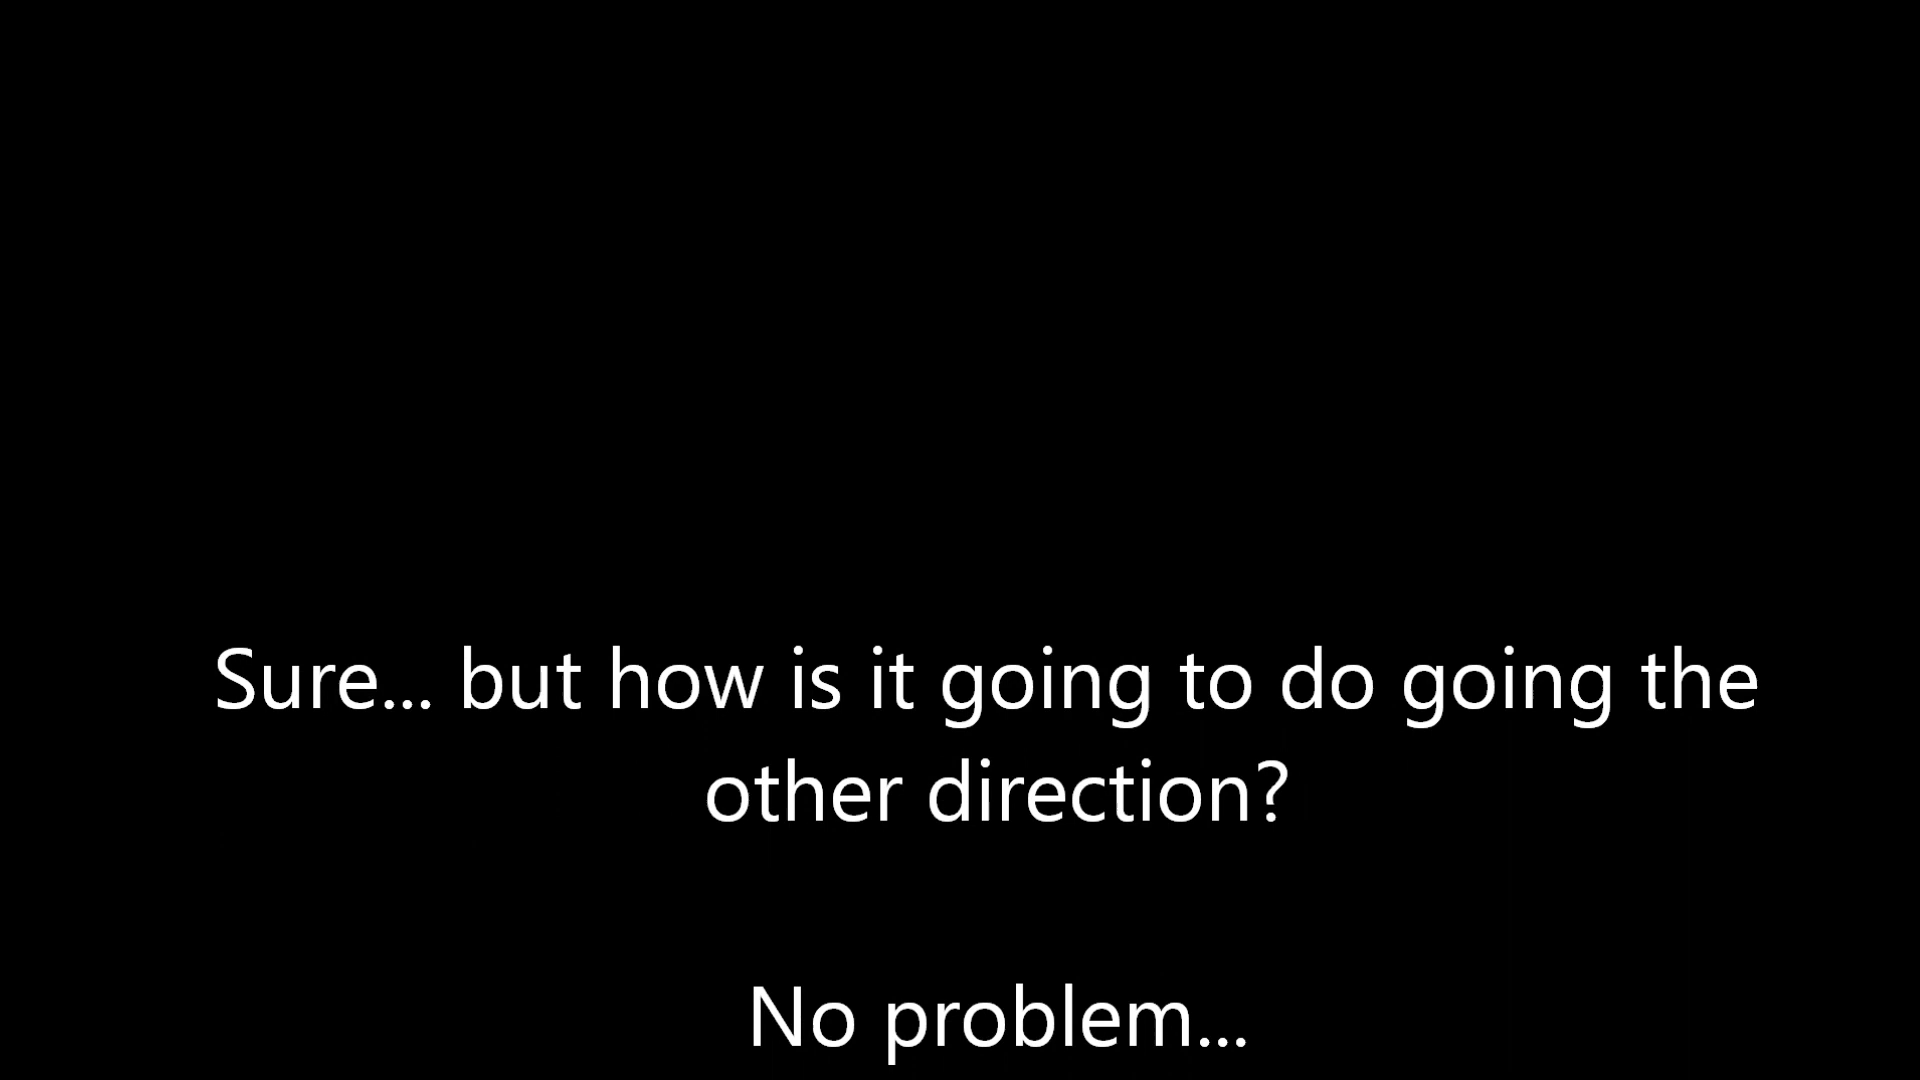 Sure... but how is it going to do going the
other direction?
No problem...